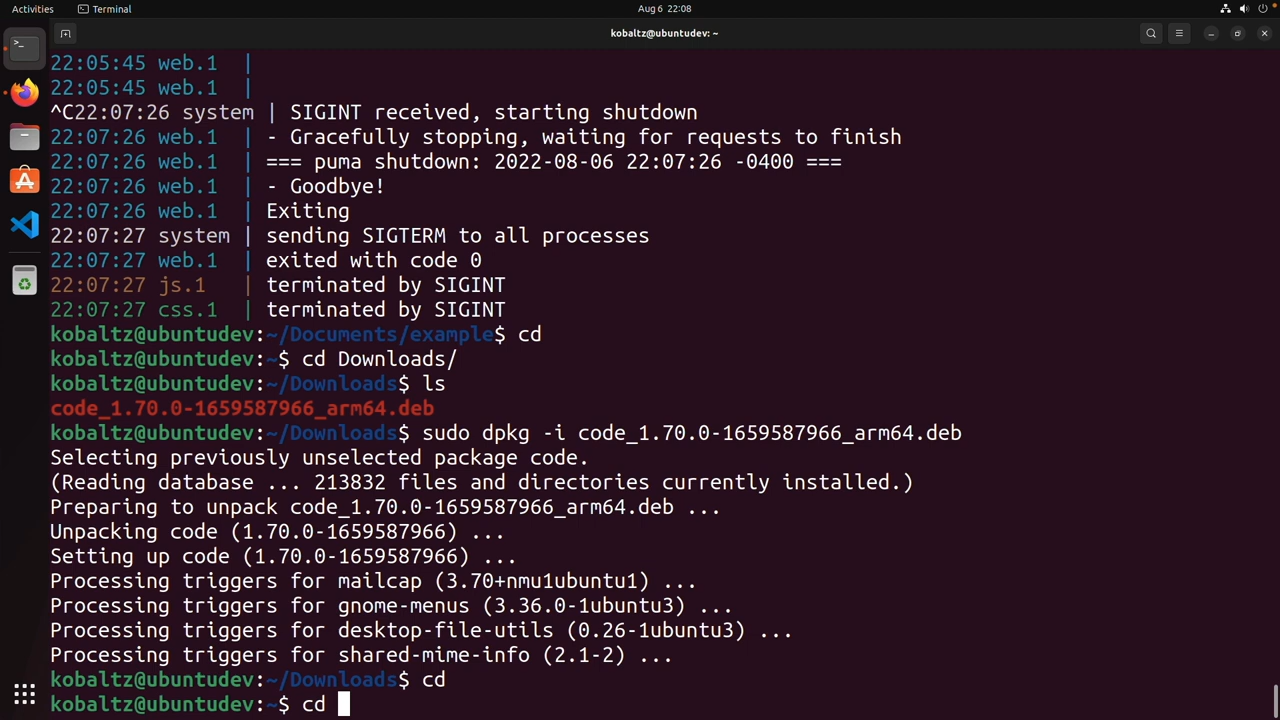 Activities
Terminal
Aug 6 22:08
kobaltz@ubuntudev: ~
22:05:45 web.1 |
22:05:45 web.1 |
^C22:07:26 system | SIGINT received, starting shutdown
22:07:26 web.1 | - Gracefully stopping, waiting for requests to finish
22:07:26 web.1 | === puma shutdown: 2022-08-06 22:07:26 -0400 ===
22:07:26 web.1 | - Goodbye!
22:07:26 web.1 | Exiting
22:07:27 system | sending SIGTERM to all processes
22:07:27 web.1 | exited with code 0
22:07:27 js.1 | terminated by SIGINT
22:07:27 css.1 | terminated by SIGINT
kobaltz@ubuntudev:~/Documents/example$ cd
kobaltz@ubuntudev:~$ cd Downloads/
kobaltz@ubuntudev:~/Downloads$ ls
code_1.70.0-1659587966_arm64.deb
kobaltz@ubuntudev:~/Downloads$ sudo dpkg -i code_1.70.0-1659587966_arm64.deb
Selecting previously unselected package code.
(Reading database ... 213832 files and directories currently installed.)
Preparing to unpack code_1.70.0-1659587966_arm64.deb ...
Unpacking code (1.70.0-1659587966) ...
Setting up code (1.70.0-1659587966) ...
Processing triggers for mailcap (3.70+nmu1ubuntu1) ...
Processing triggers for gnome-menus (3.36.0-1ubuntu3) ...
Processing triggers for desktop-file-utils (0.26-1ubuntu3) ...
Processing triggers for shared-mime-info (2.1-2) ...
kobaltz@ubuntudev:~/Downloads$ cd
kobaltz@ubuntudev:~$ cd